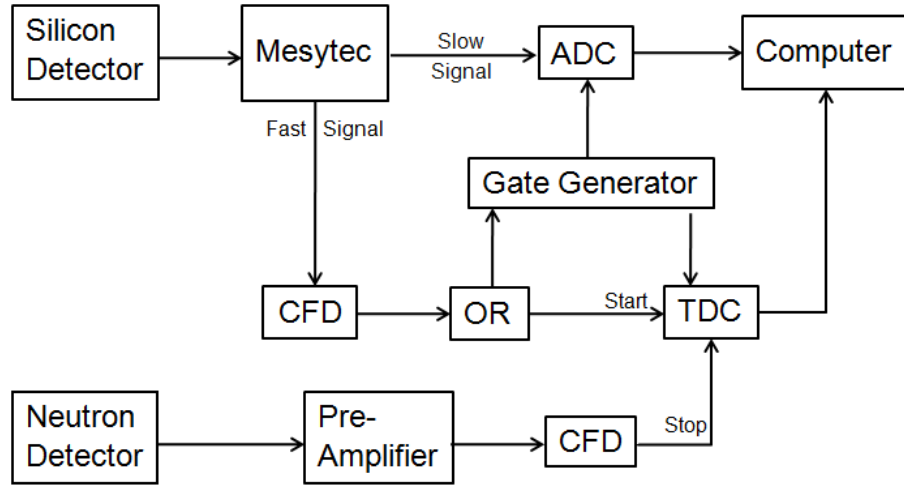 Silicon
Detector
Mesytec
Slow
Signal
ADC
Computer
Fast Signal
Gate Generator
CFD
OR
Start
TDC
Neutron
Detector
Pre-
Amplifier
CFD
Stop